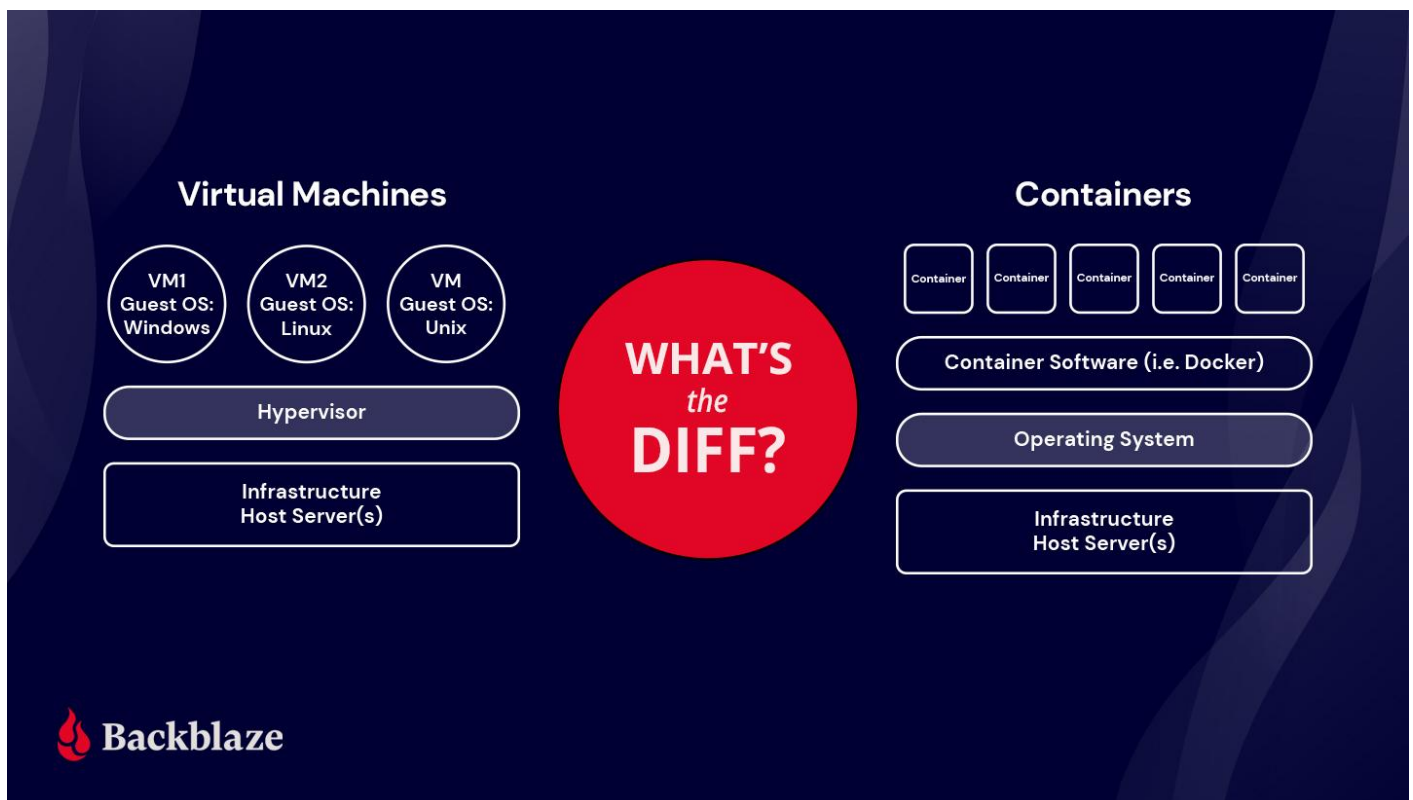 Virtual Machines
VM1
Guest OS:
Windows
VM2
Guest OS:
Linux
VM
Guest OS:
Unix
Hypervisor
Infrastructure
Host Server(s)
WHAT'S
the
DIFF?
Containers
Container
Container
Container
Container
Container
Container Software (i.e. Docker)
Operating System
Infrastructure
Host Server(s)
Backblaze